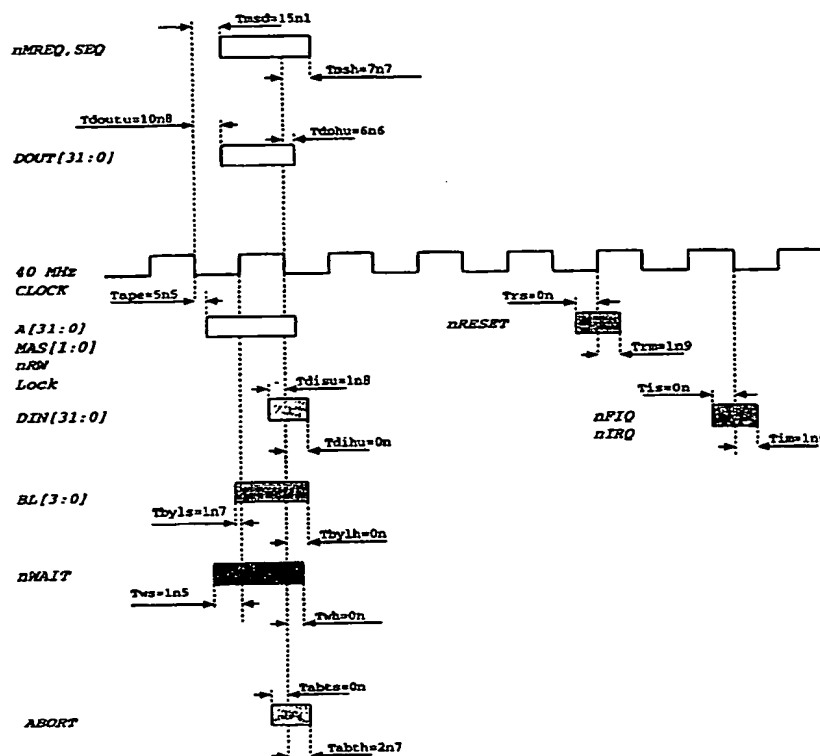 Tmsd=15n1
nMREQ,SEQ
Tmsh=7n7
Tdoutu=10n8
Tdohu=6n6
DOUT[31:0]
40 MHz
CLOCK
Tape=5n5
Trs=0n
A[31:0]
nRESET
MAS[1:0]
Trm=1n9
nRW
Lock
Tdisu=1n8
Tis=0n
DIN[31:0]
nFIQ
nIRQ
Tdihu=0n
BL[3:0]
Tbyls=1n7
Tbylh=0n
nWAIT
Tws=1n5
Twh=0n
Tabts=0n
ABORT
Tabth=2n7